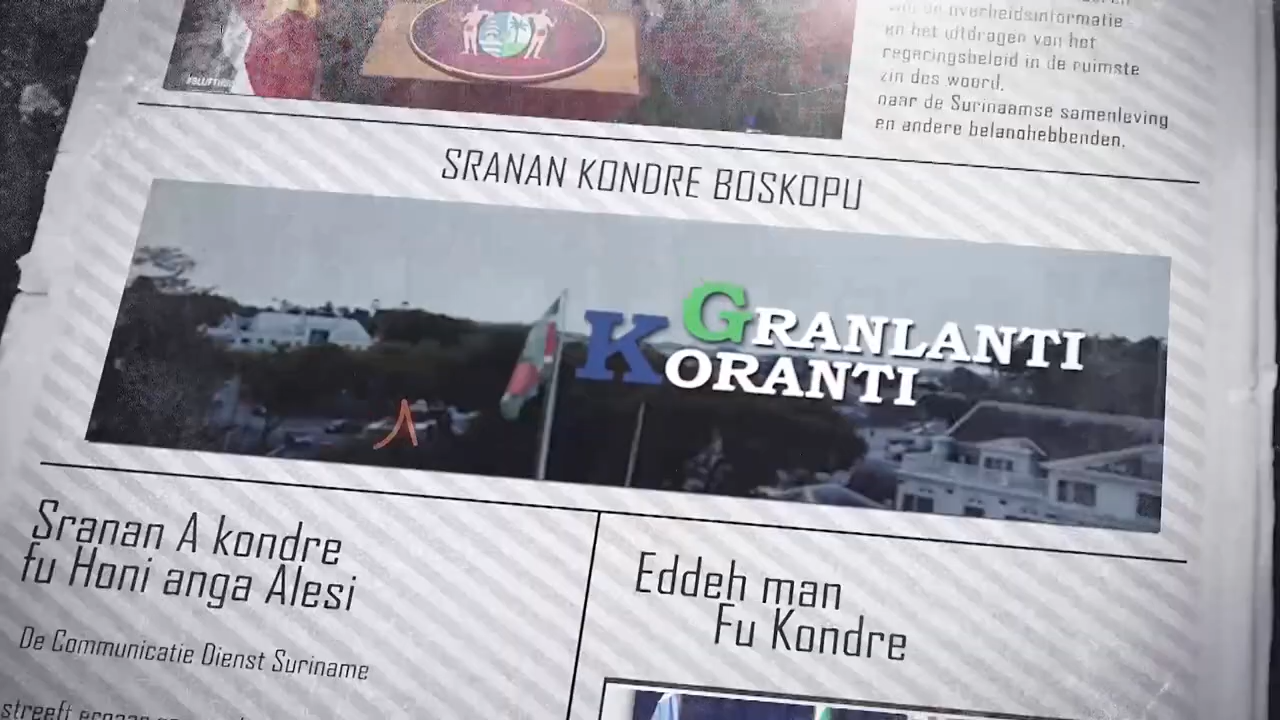 van de overheidsinformatie
en het uitdragen van het
regeringsbeleid in de ruimste
zin des woord.
naar de Surinaamse samenleving
en andere belanghebbenden.
SRANAN KONDRE BOSKOPU
GRANLANTI
KORANTI
Sranan A kondre
fu Honi anga Alesi
Eddeh man
Fu Kondre
De Communicatie Dienst Suriname
streeft